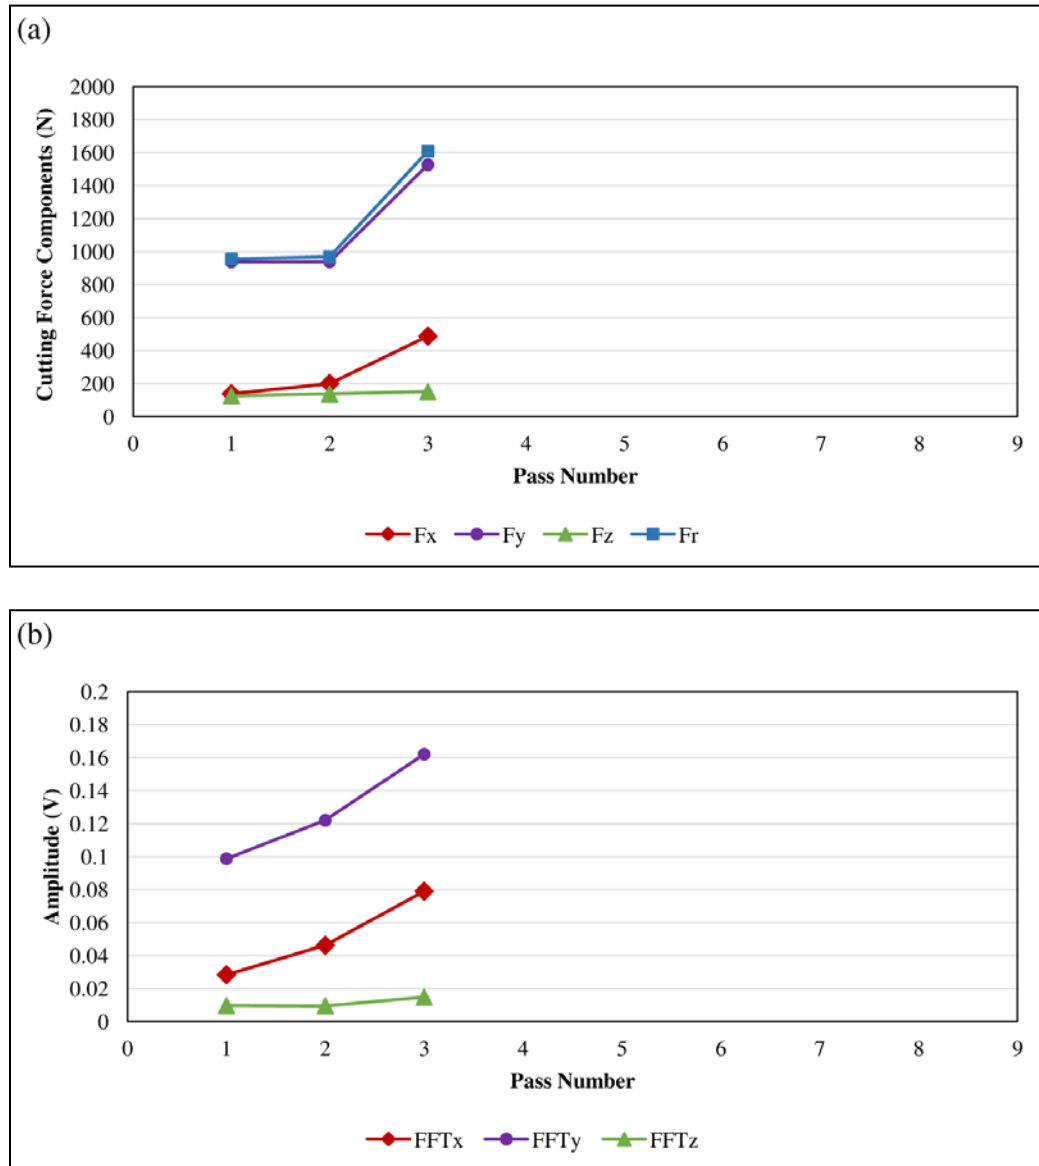 (a)
Cutting Force Components (N)
2000
1800
1600
1400
1200
1000
800
600
400
200
0
0 1 2 3 4 5 6 7 8 9
Pass Number
Fx Fy Fz Fr
(b)
Amplitude (V)
0.2
0.18
0.16
0.14
0.12
0.1
0.08
0.06
0.04
0.02
0
0 1 2 3 4 5 6 7 8 9
Pass Number
FFTx FFTy FFTz